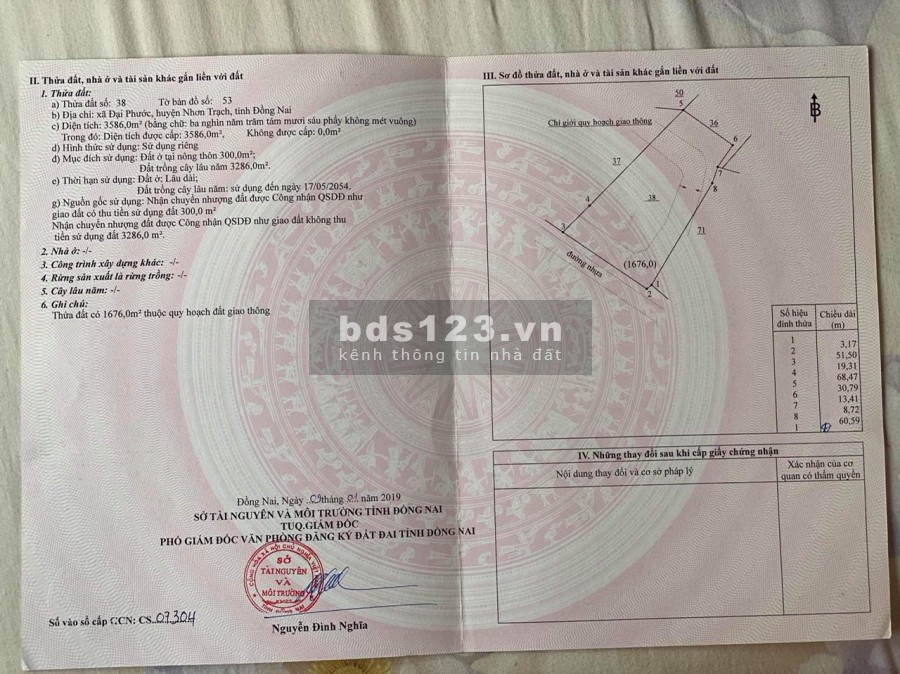 II. Thửa đất, nhà ở và tài sản khác gắn liền với đất
1. Thửa đất:
a) Thửa đất số: 38 Tờ bản đồ số: 53
b) Địa chỉ: xã Đại Phước, huyện Nhơn Trạch, tỉnh Đồng Nai
c) Diện tích: 3586,0m² (bằng chữ: ba nghìn năm trăm tám mươi sáu phẩy không mét vuông)
Trong đó: Diện tích được cấp: 3586,0m², Không được cấp: 0,0m²
d) Hình thức sử dụng: Sử dụng riêng
đ) Mục đích sử dụng: Đất ở tại nông thôn 300,0m²;
Đất trồng cây lâu năm 3286,0m².
e) Thời hạn sử dụng: Đất ở: Lâu dài;
Đất trồng cây lâu năm: sử dụng đến ngày 17/05/2054.
g) Nguồn gốc sử dụng: Nhận chuyển nhượng đất được Công nhận QSDĐ như
giao đất có thu tiền sử dụng đất 300,0 m²
Nhận chuyển nhượng đất được Công nhận QSDĐ như giao đất không thu
tiền sử dụng đất 3286,0 m².
2. Nhà ở: -/-
3. Công trình xây dựng khác: -/-
4. Rừng sản xuất là rừng trồng: -/-
5. Cây lâu năm: -/-
6. Ghi chú:
Thửa đất có 1676,0m² thuộc quy hoạch đất giao thông
Đồng Nai, Ngày 09 tháng 01 năm 2019
SỞ TÀI NGUYÊN VÀ MÔI TRƯỜNG TỈNH ĐỒNG NAI
TUQ.GIÁM ĐỐC
PHÓ GIÁM ĐỐC VĂN PHÒNG ĐĂNG KÝ ĐẤT ĐAI TỈNH ĐỒNG NAI
SỞ
TÀI NGUYÊN
VÀ
MÔI TRƯỜNG
Nguyễn Đình Nghĩa
Số vào sổ cấp GCN: CS 07304
III. Sơ đồ thửa đất, nhà ở và tài sản khác gắn liền với đất
50
5
Chỉ giới quy hoạch giao thông
36
6
37
7
8
4
38
71
3
đường nhựa
(1676,0)
1
2
B
Số hiệu đỉnh thửa
Chiều dài (m)
1
3,17
2
51,50
3
19,31
4
68,47
5
30,79
6
13,41
7
8,72
8
60,59
1
IV. Những thay đổi sau khi cấp giấy chứng nhận
Nội dung thay đổi và cơ sở pháp lý
Xác nhận của cơ
quan có thẩm quyền
bds123.vn
kênh thông tin nhà đất